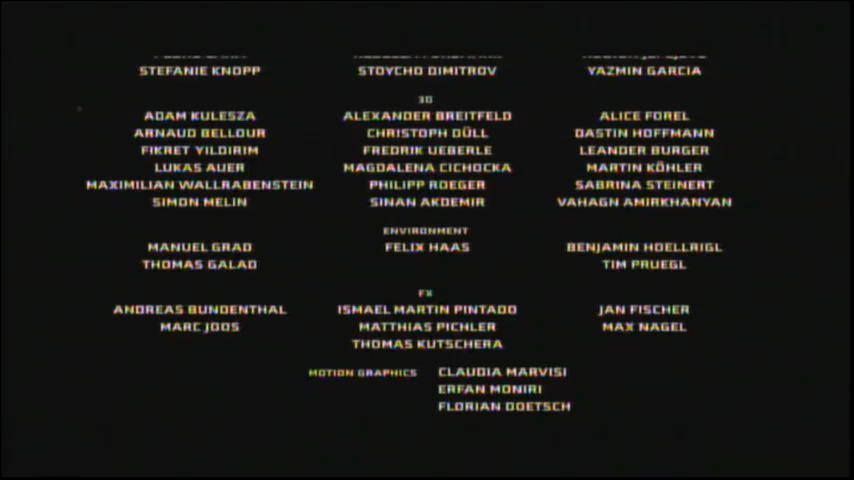 STEFANIE KNOPP STOYCHO DIMITROV YAZMIN GARCIA
3D
ADAM KULESZA ALEXANDER BREITFELD ALICE FOREL
ARNAUD BELLOUR CHRISTOPH DÜLL DASTIN HOFFMANN
FIKRET YILDIRIM FREDRIK UEBERLE LEANDER BURGER
LUKAS AUER MAGDALENA CICHOCKA MARTIN KÖHLER
MAXIMILIAN WALLRABENSTEIN PHILIPP ROEGER SABRINA STEINERT
SIMON MELIN SINAN AKDEMIR VAHAGN AMIRKHANYAN
ENVIRONMENT
MANUEL GRAD FELIX HAAS BENJAMIN HOELLRIGL
THOMAS GALAD TIM PRUEGL
FX
ANDREAS BUNDENTHAL ISMAEL MARTIN PINTADO JAN FISCHER
MARC JOOS MATTHIAS PICHLER MAX NAGEL
THOMAS KUTSCHERA
MOTION GRAPHICS CLAUDIA MARVISI
ERFAN MONIRI
FLORIAN DOETSCH